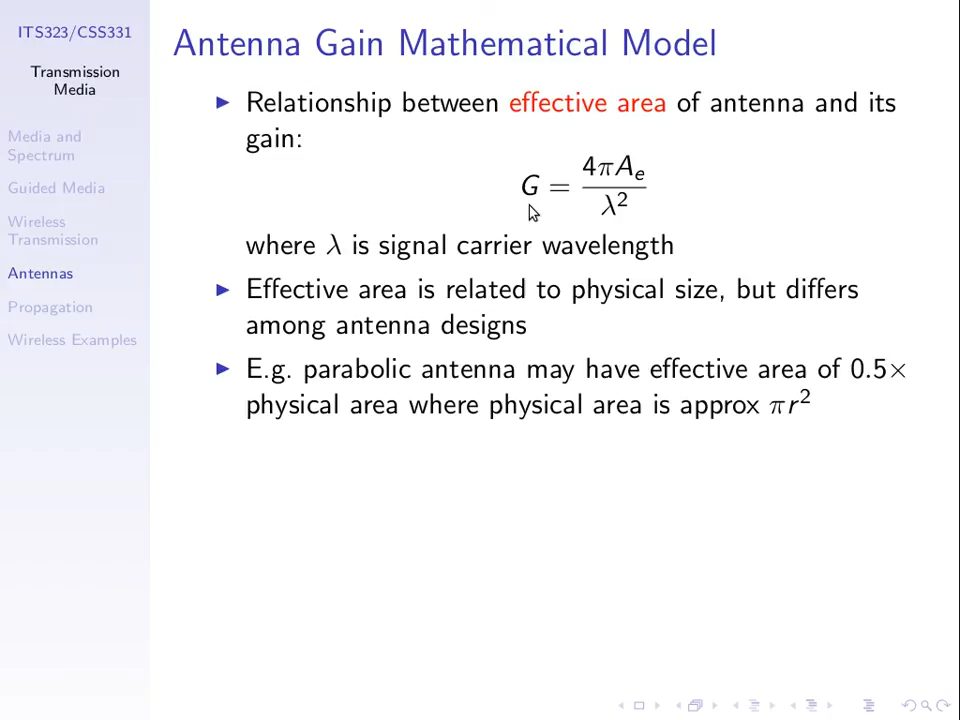 ITS323/CSS331
Transmission
Media
Media and
Spectrum
Guided Media
Wireless
Transmission
Antennas
Propagation
Wireless Examples
Antenna Gain Mathematical Model
Relationship between effective area of antenna and its
gain:
G = 4πAₑ / λ²
where λ is signal carrier wavelength
Effective area is related to physical size, but differs
among antenna designs
E.g. parabolic antenna may have effective area of 0.5×
physical area where physical area is approx πr²